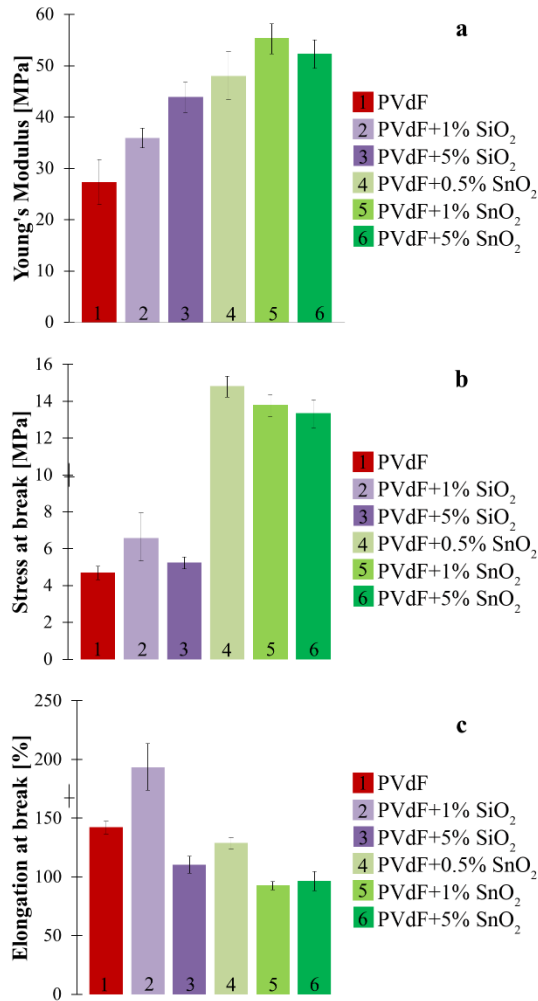 a
Young's Modulus [MPa]
60
50
40
30
20
10
0
1 2 3 4 5 6
1 PVdF
2 PVdF+1% SiO₂
3 PVdF+5% SiO₂
4 PVdF+0.5% SnO₂
5 PVdF+1% SnO₂
6 PVdF+5% SnO₂
b
Stress at break [MPa]
16
14
12
10
8
6
4
2
0
1 2 3 4 5 6
1 PVdF
2 PVdF+1% SiO₂
3 PVdF+5% SiO₂
4 PVdF+0.5% SnO₂
5 PVdF+1% SnO₂
6 PVdF+5% SnO₂
c
Elongation at break [%]
250
200
150
100
50
0
1 2 3 4 5 6
1 PVdF
2 PVdF+1% SiO₂
3 PVdF+5% SiO₂
4 PVdF+0.5% SnO₂
5 PVdF+1% SnO₂
6 PVdF+5% SnO₂